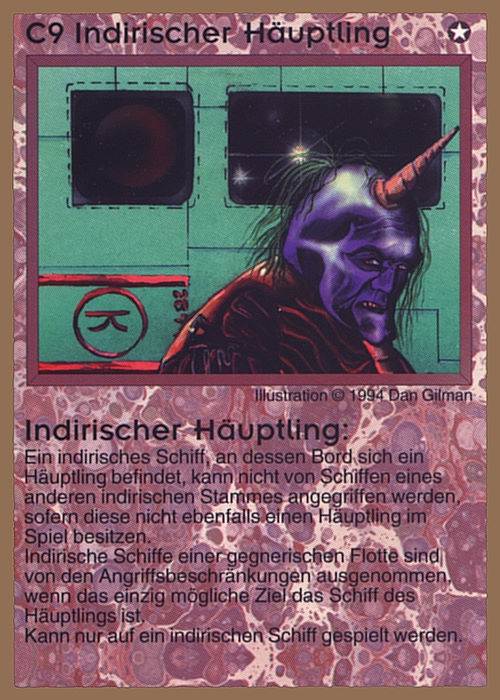 C9 Indirischer Häuptling
K
Illustration © 1994 Dan Gilman
Indirischer Häuptling:
Ein indirisches Schiff, an dessen Bord sich ein
Häuptling befindet, kann nicht von Schiffen eines
anderen indirischen Stammes angegriffen werden,
sofern diese nicht ebenfalls einen Häuptling im
Spiel besitzen.
Indirische Schiffe einer gegnerischen Flotte sind
von den Angriffsbeschränkungen ausgenommen,
wenn das einzig mögliche Ziel das Schiff des
Häuptlings ist.
Kann nur auf ein indirischen Schiff gespielt werden.